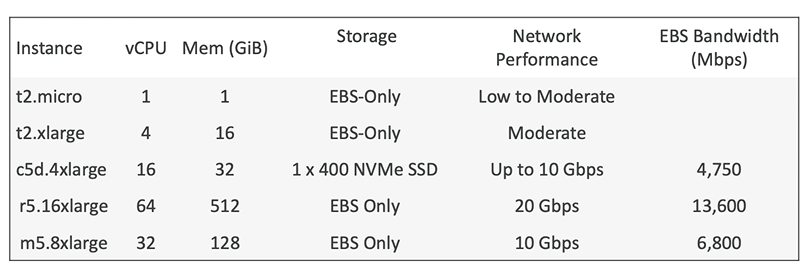 Instance vCPU Mem (GiB) Storage Network Performance EBS Bandwidth (Mbps)
t2.micro 1 1 EBS-Only Low to Moderate
t2.xlarge 4 16 EBS-Only Moderate
c5d.4xlarge 16 32 1 x 400 NVMe SSD Up to 10 Gbps 4,750
r5.16xlarge 64 512 EBS Only 20 Gbps 13,600
m5.8xlarge 32 128 EBS Only 10 Gbps 6,800